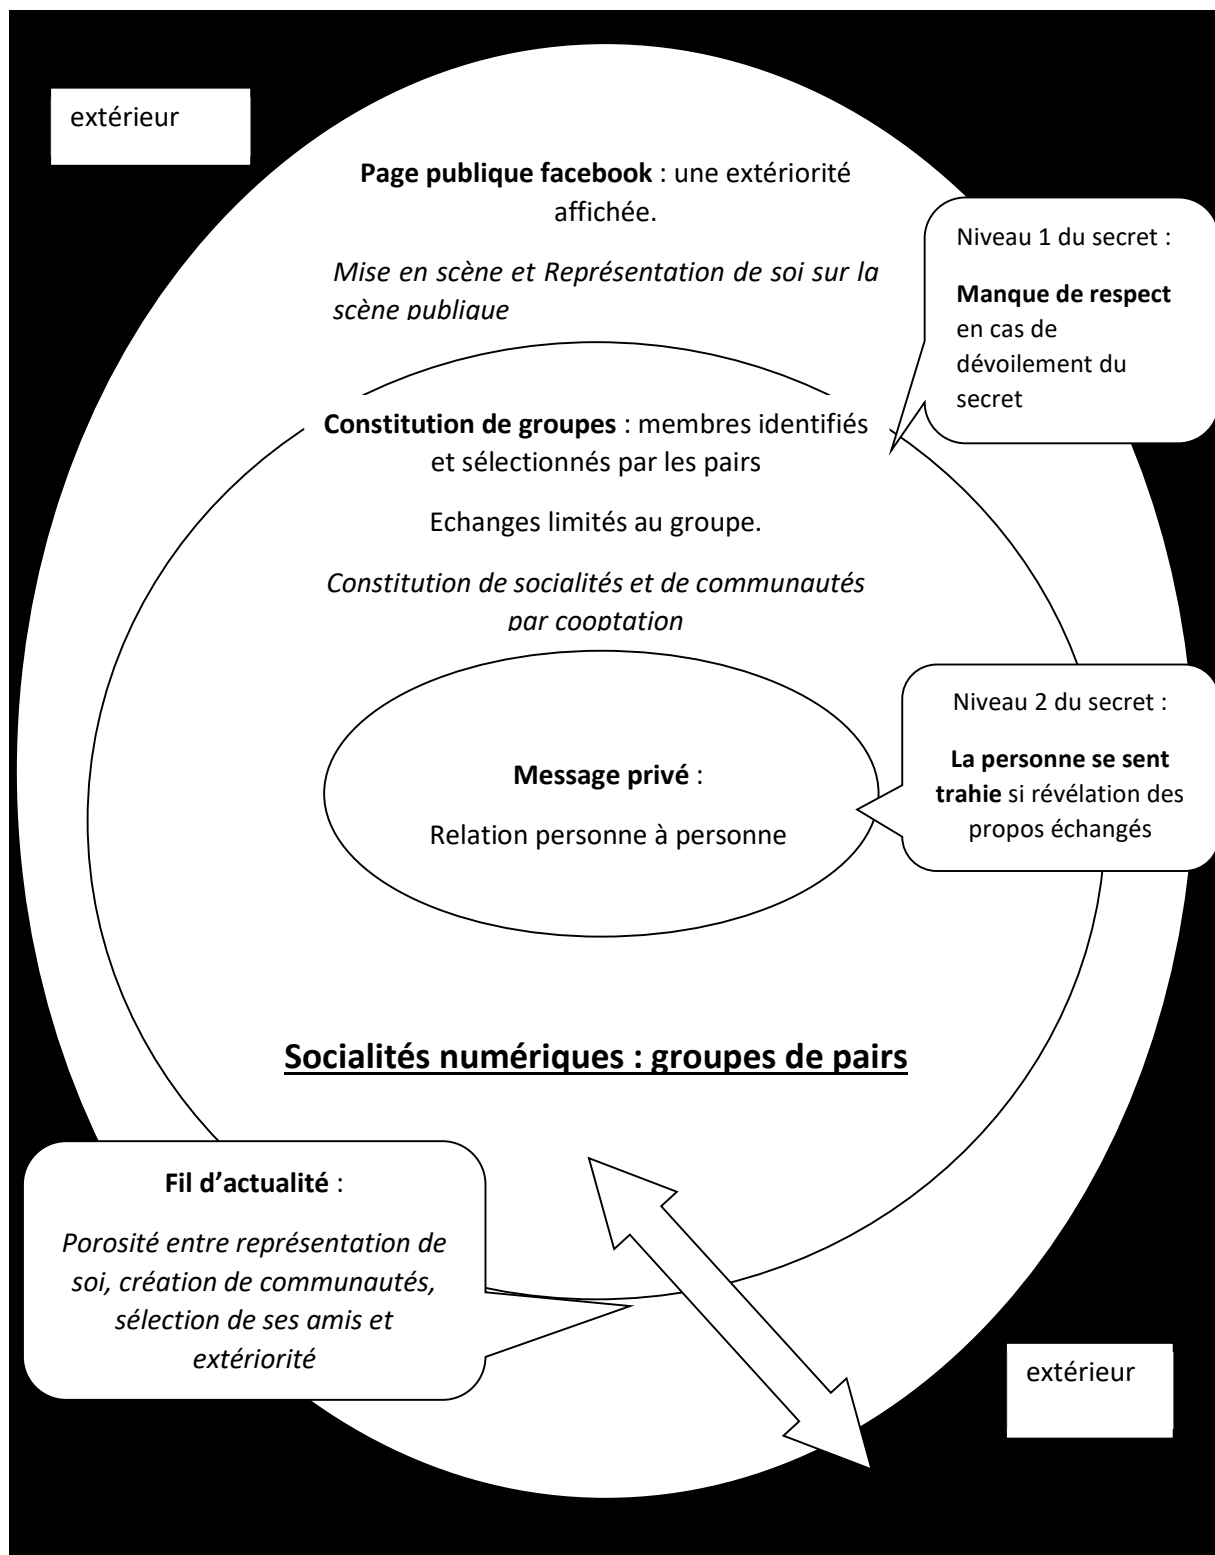 extérieur
Page publique facebook : une extériorité
affichée.
Mise en scène et Représentation de soi sur la
scène publique
Niveau 1 du secret :
Manque de respect
en cas de
dévoilement du
secret
Constitution de groupes : membres identifiés
et sélectionnés par les pairs
Echanges limités au groupe.
Constitution de socialités et de communautés
par cooptation
Niveau 2 du secret :
La personne se sent
trahie si révélation des
propos échangés
Message privé :
Relation personne à personne
Socialités numériques : groupes de pairs
Fil d’actualité :
Porosité entre représentation de
soi, création de communautés,
sélection de ses amis et
extériorité
extérieur